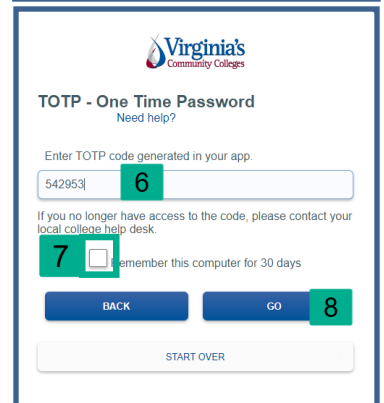 Virginia's
Community Colleges
TOTP - One Time Password
Need help?
Enter TOTP code generated in your app.
542953
6
If you no longer have access to the code, please contact your
local college help desk.
7
Remember this computer for 30 days
BACK
GO
8
START OVER